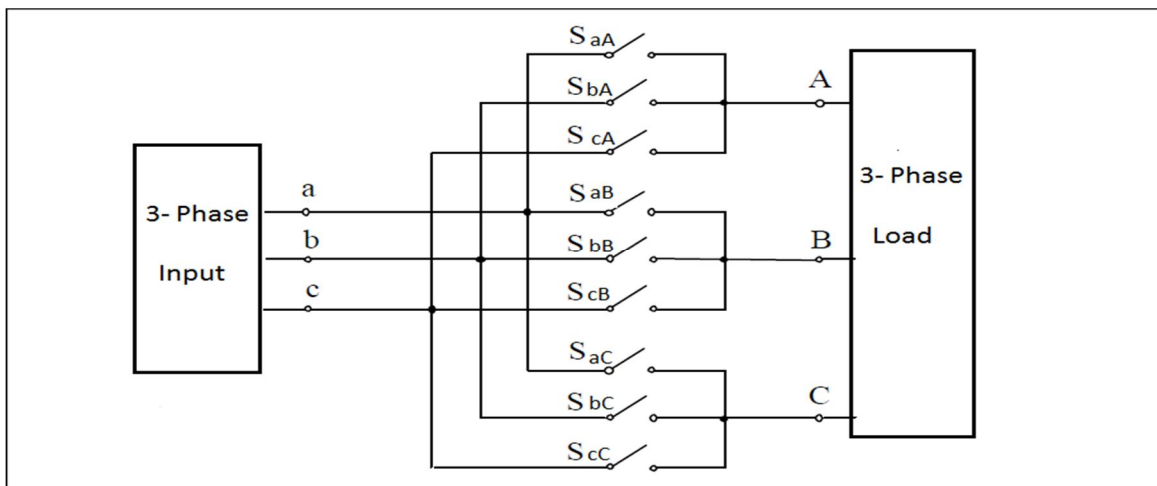 SaA
SbA
ScA
A
3- Phase
Input
a
b
c
SaB
SbB
ScB
B
3- Phase
Load
SaC
SbC
ScC
C